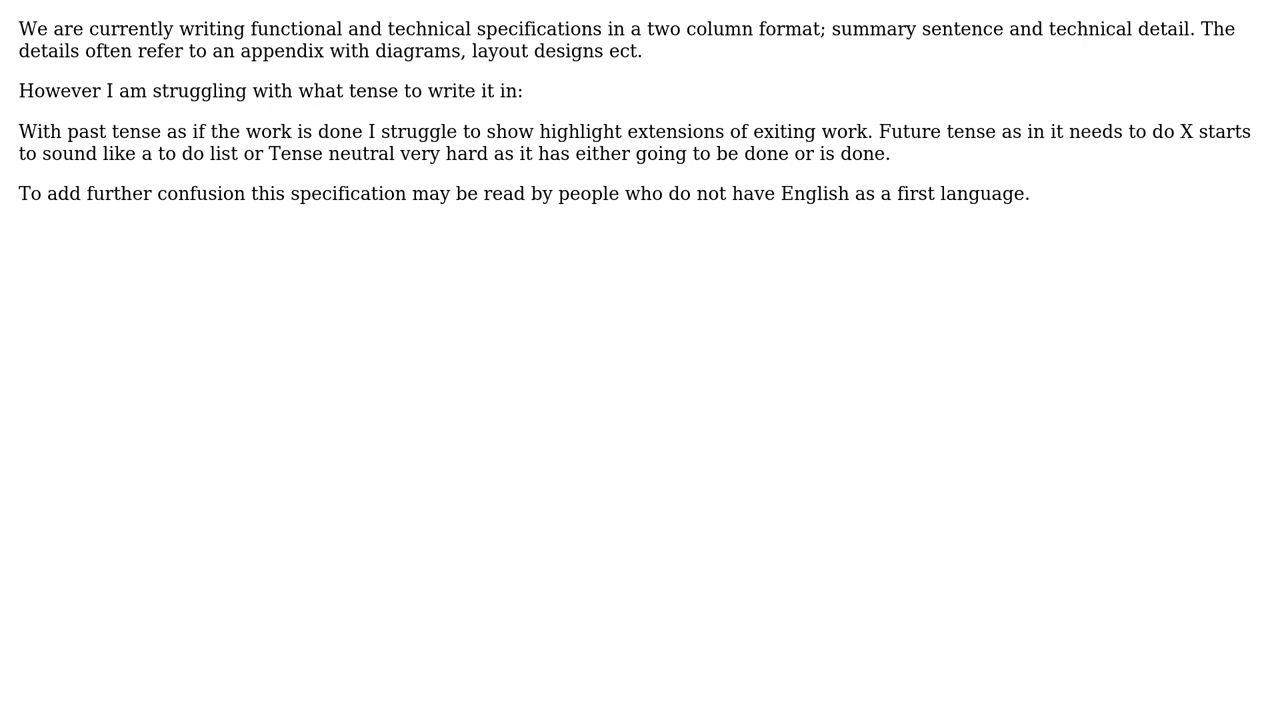 We are currently writing functional and technical specifications in a two column format; summary sentence and technical detail. The
details often refer to an appendix with diagrams, layout designs ect.
However I am struggling with what tense to write it in:
With past tense as if the work is done I struggle to show highlight extensions of exiting work. Future tense as in it needs to do X starts
to sound like a to do list or Tense neutral very hard as it has either going to be done or is done.
To add further confusion this specification may be read by people who do not have English as a first language.